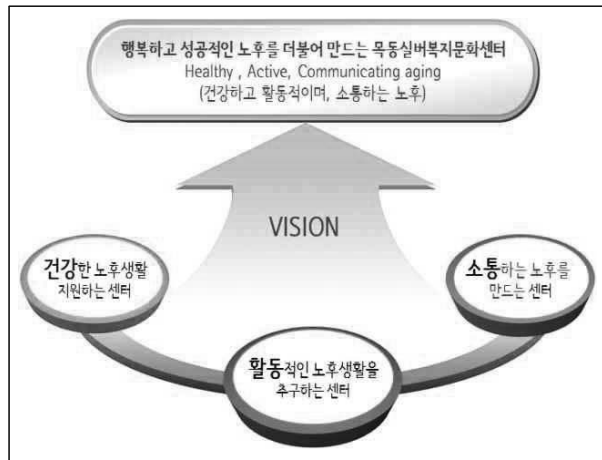 행복하고 성공적인 노후를 더불어 만드는 목동실버복지문화센터
Healthy , Active, Communicating aging
(건강하고 활동적이며, 소통하는 노후)
VISION
건강한 노후생활
지원하는 센터
소통하는 노후를
만드는 센터
활동적인 노후생활을
추구하는 센터